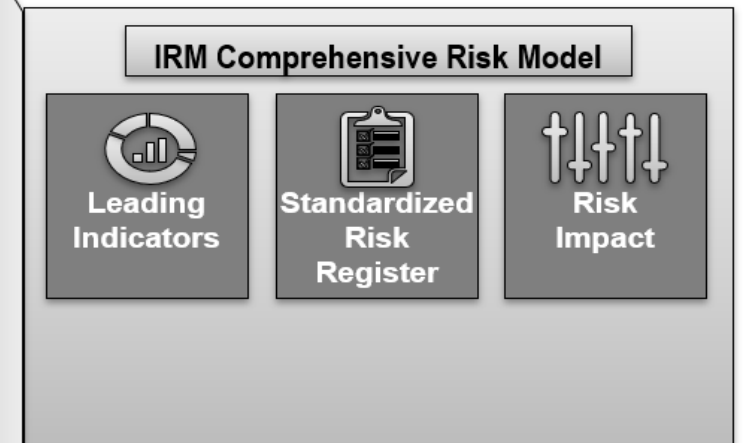 IRM Comprehensive Risk Model
Leading
Indicators
Standardized
Risk
Register
Risk
Impact